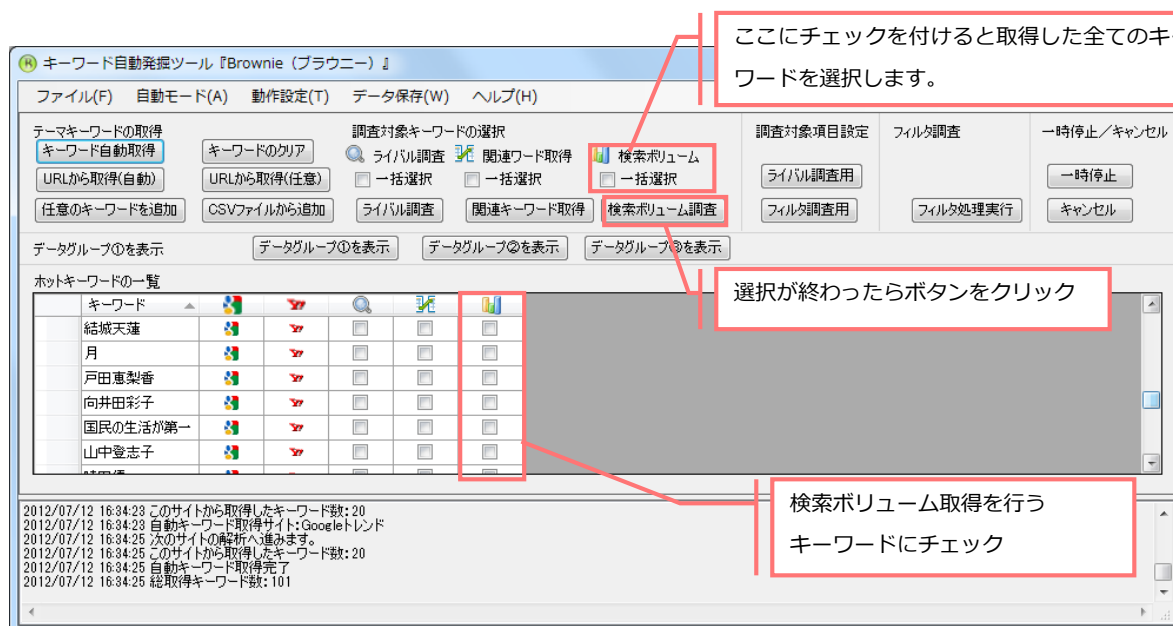 ここにチェックを付けると取得した全てのキー
ワードを選択します。
キーワード自動発掘ツール『Brownie（ブラウニー）』
ファイル(F) 自動モード(A) 動作設定(T) データ保存(W) ヘルプ(H)
テーマキーワードの取得 調査対象キーワードの選択 調査対象項目設定 フィルタ調査 一時停止／キャンセル
キーワード自動取得 キーワードのクリア ライバル調査 関連ワード取得 検索ボリューム
URLから取得(自動) URLから取得(任意) 一括選択 一括選択 一括選択 ライバル調査用 一時停止
任意のキーワードを追加 CSVファイルから追加 ライバル調査 関連キーワード取得 検索ボリューム調査 フィルタ調査用 フィルタ処理実行 キャンセル
データグループ①を表示 データグループ①を表示 データグループ②を表示 データグループ③を表示
選択が終わったらボタンをクリック
ホットキーワードの一覧
キーワード
結城天蓮
月
戸田恵梨香
向井田彩子
国民の生活が第一
山中登志子
検索ボリューム取得を行う
キーワードにチェック
2012/07/12 16:34:23 このサイトから取得したキーワード数:20
2012/07/12 16:34:23 自動キーワード取得サイト:Googleトレンド
2012/07/12 16:34:25 次のサイトの解析へ進みます。
2012/07/12 16:34:25 このサイトから取得したキーワード数:20
2012/07/12 16:34:25 自動キーワード取得完了
2012/07/12 16:34:25 総取得キーワード数:101